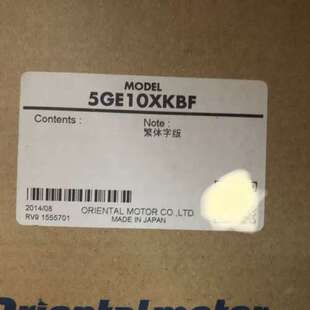 MODEL
5GE10XKBF
Contents : Note :
繁体字版
2014/08
RV9 1555701
ORIENTAL MOTOR CO.,LTD.
MADE IN JAPAN
Orientalmotor